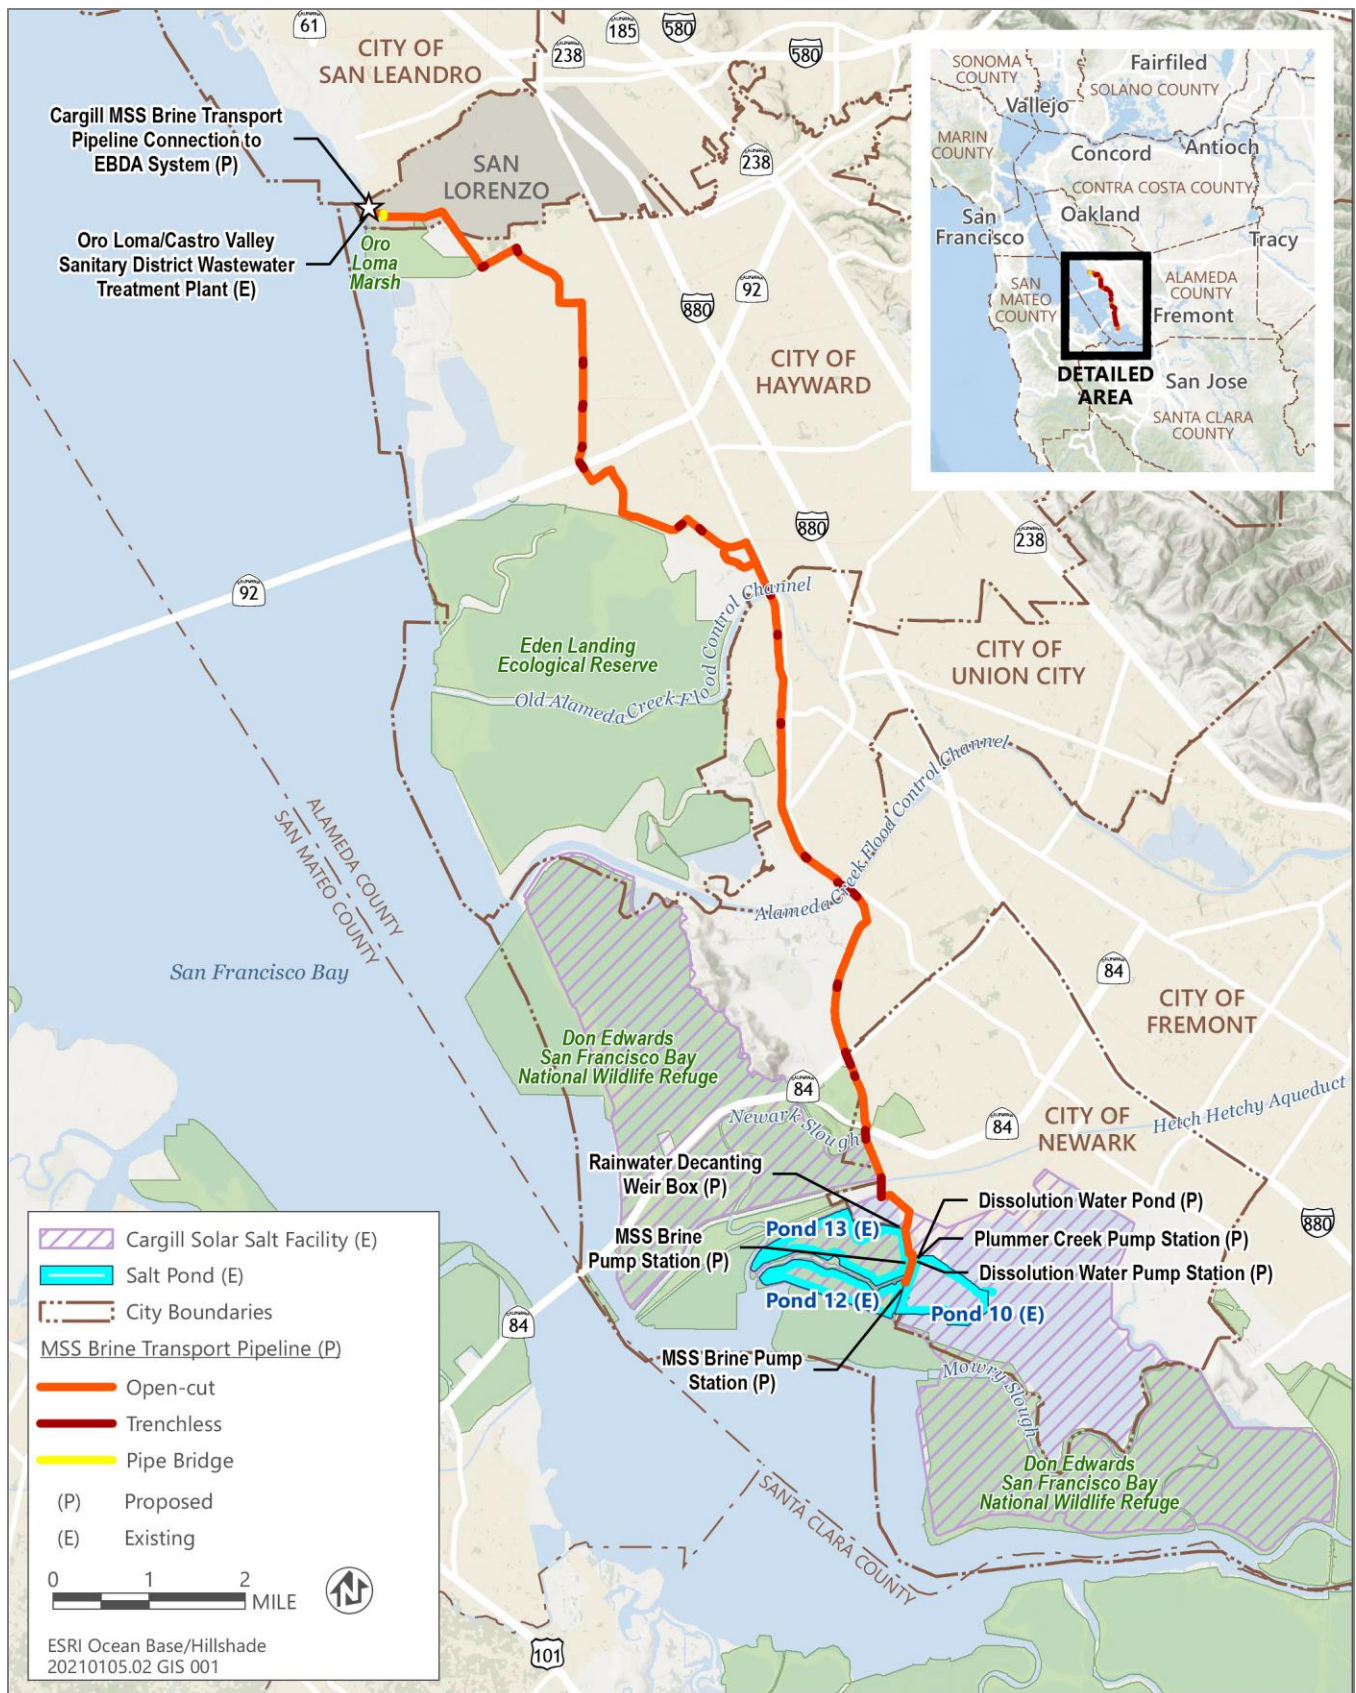 61
CITY OF
SAN LEANDRO
185
580
238
580
Cargill MSS Brine Transport
Pipeline Connection to
EBDA System (P)
SAN
LORENZO
238
Oro Loma/Castro Valley
Sanitary District Wastewater
Treatment Plant (E)
Oro
Loma
Marsh
92
880
CITY OF
HAYWARD
SONOMA
COUNTY
Fairfiled
SOLANO COUNTY
Vallejo
MARIN
COUNTY
Concord
Antioch
CONTRA COSTA COUNTY
San
Francisco
Oakland
Tracy
SAN
MATEO
COUNTY
ALAMEDA
COUNTY
Fremont
DETAILED
AREA
San Jose
SANTA CLARA
COUNTY
880
238
92
Old Alameda Creek Flood Control Channel
Eden Landing
Ecological Reserve
CITY OF
UNION CITY
ALAMEDA COUNTY
SAN MATEO COUNTY
Alameda Creek Flood Control Channel
San Francisco Bay
84
CITY OF
FREMONT
Don Edwards
San Francisco Bay
National Wildlife Refuge
84
Newark Slough
84
CITY OF
NEWARK
Hetch Hetchy Aqueduct
Rainwater Decanting
Weir Box (P)
Dissolution Water Pond (P)
Pond 13 (E)
MSS Brine
Pump Station (P)
Plummer Creek Pump Station (P)
Dissolution Water Pump Station (P)
880
Pond 12 (E)
Pond 10 (E)
84
MSS Brine Pump
Station (P)
Mowry Slough
Don Edwards
San Francisco Bay
National Wildlife Refuge
SANTA CLARA COUNTY
101
Cargill Solar Salt Facility (E)
Salt Pond (E)
City Boundaries
MSS Brine Transport Pipeline (P)
Open-cut
Trenchless
Pipe Bridge
(P) Proposed
(E) Existing
0 1 2
MILE
N
ESRI Ocean Base/Hillshade
20210105.02 GIS 001